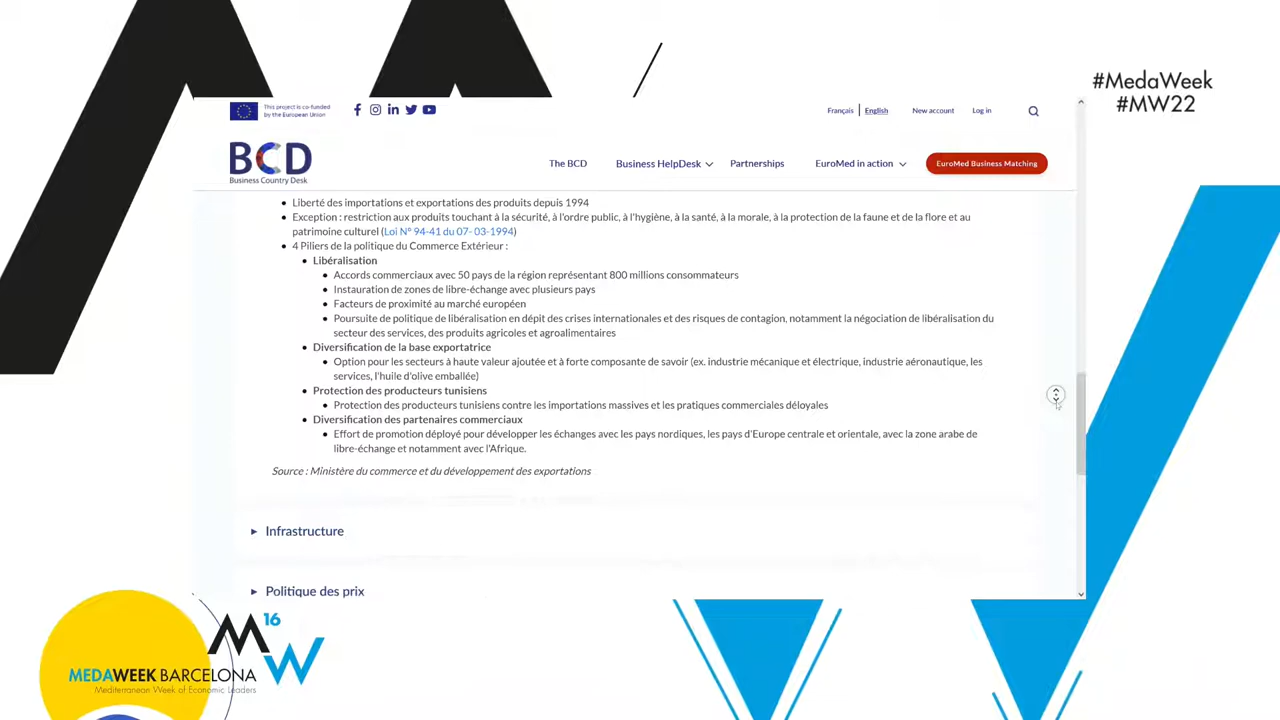 #MedaWeek
#MW22
This project is co-funded
by the European Union
Français | English
New account
Log in
BCD
Business Country Desk
The BCD
Business HelpDesk
Partnerships
EuroMed in action
EuroMed Business Matching
Liberté des importations et exportations des produits depuis 1994
Exception : restriction aux produits touchant à la sécurité, à l'ordre public, à l'hygiène, à la santé, à la morale, à la protection de la faune et de la flore et au
patrimoine culturel (Loi N° 94-41 du 07- 03-1994)
4 Piliers de la politique du Commerce Extérieur :
Libéralisation
Accords commerciaux avec 50 pays de la région représentant 800 millions consommateurs
Instauration de zones de libre-échange avec plusieurs pays
Facteurs de proximité au marché européen
Poursuite de politique de libéralisation en dépit des crises internationales et des risques de contagion, notamment la négociation de libéralisation du
secteur des services, des produits agricoles et agroalimentaires
Diversification de la base exportatrice
Option pour les secteurs à haute valeur ajoutée et à forte composante de savoir (ex. industrie mécanique et électrique, industrie aéronautique, les
services, l'huile d'olive emballée)
Protection des producteurs tunisiens
Protection des producteurs tunisiens contre les importations massives et les pratiques commerciales déloyales
Diversification des partenaires commerciaux
Effort de promotion déployé pour développer les échanges avec les pays nordiques, les pays d'Europe centrale et orientale, avec la zone arabe de
libre-échange et notamment avec l'Afrique.
Source : Ministère du commerce et du développement des exportations
Infrastructure
Politique des prix
16
MW
MEDAWEEK BARCELONA
Mediterranean Week of Economic Leaders